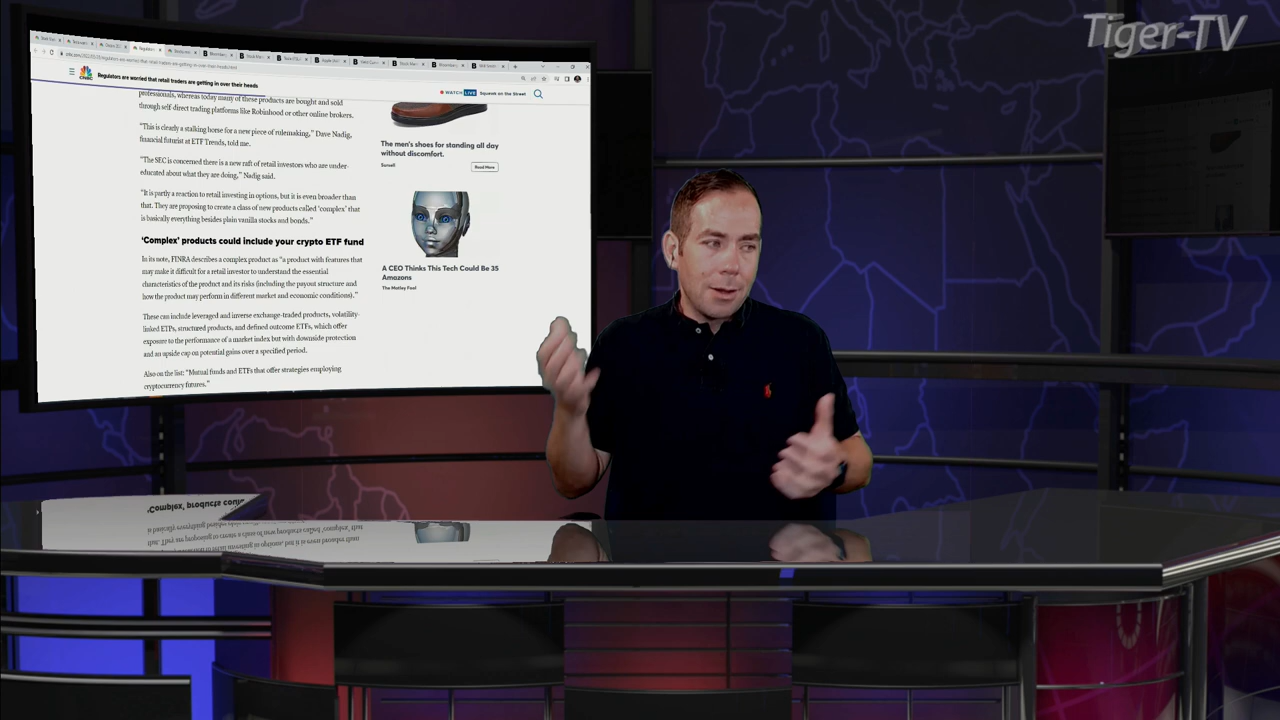 Tiger-TV
CNBC
Regulators are worried that retail traders are getting in over their heads
WATCH LIVE Squawk on the Street
professionals, whereas today many of these products are bought and sold
through self-direct trading platforms like Robinhood or other online brokers.
“This is clearly a stalking horse for a new piece of rulemaking,” Dave Nadig,
financial futurist at ETF Trends, told me.
“The SEC is concerned there is a new raft of retail investors who are under-
educated about what they are doing,” Nadig said.
“It is partly a reaction to retail investing in options, but it is even broader than
that. They are proposing to create a class of new products called ‘complex’ that
is basically everything besides plain vanilla stocks and bonds.”
‘Complex’ products could include your crypto ETF fund
In its note, FINRA describes a complex product as “a product with features that
may make it difficult for a retail investor to understand the essential
characteristics of the product and its risks (including the payout structure and
how the product may perform in different market and economic conditions).”
These can include leveraged and inverse exchange-traded products, volatility-
linked ETPs, structured products, and defined outcome ETFs, which offer
exposure to the performance of a market index but with downside protection
and an upside cap on potential gains over a specified period.
Also on the list: “Mutual funds and ETFs that offer strategies employing
cryptocurrency futures.”
The men's shoes for standing all day
without discomfort.
Read More
A CEO Thinks This Tech Could Be 35
Amazons
The Motley Fool